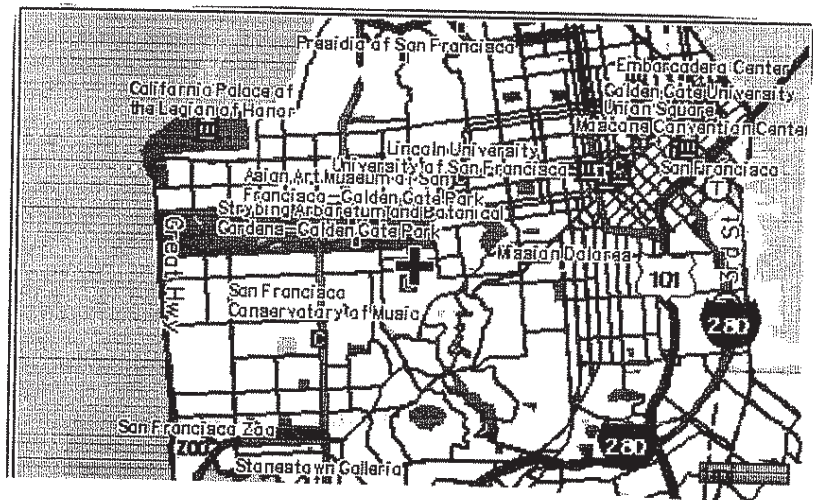 Presidio of San Francisco
Embarcadero Center
California Palace of
the Legion of Honor
Golden Gate University
Union Square
Moscone Convention Center
Lincoln University
University of San Francisco
San Francisco
Asian Art Museum of San
Francisco—Golden Gate Park
Strybing Arboretum and Botanical
Gardens—Golden Gate Park
Great Hwy
Mission Dolores
3rd St
101
San Francisco
Conservatory of Music
280
San Francisco Zoo
ZOO
280
Stonestown Galleria